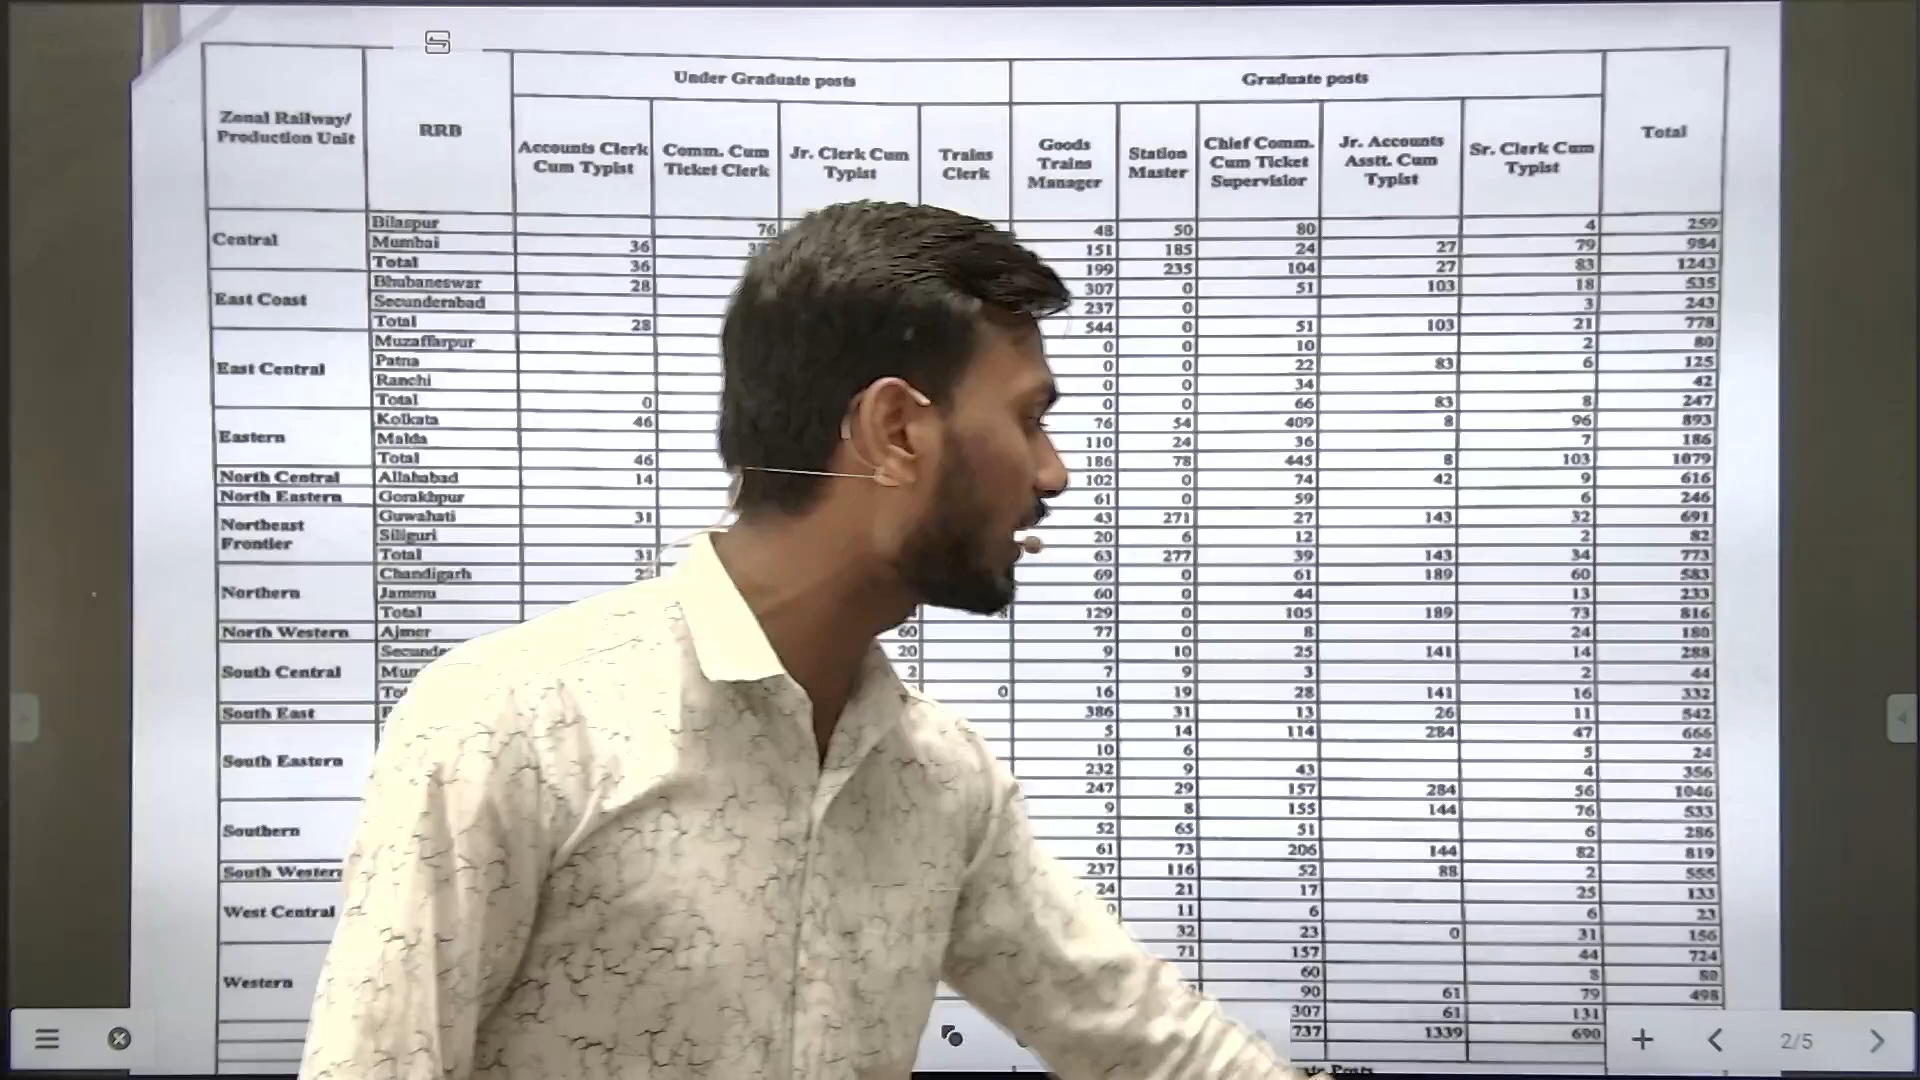 Under Graduate posts Graduate posts
Zonal Railway/ Production Unit RRB Accounts Clerk Cum Typist Comm. Cum Ticket Clerk Jr. Clerk Cum Typist Trains Clerk Goods Trains Manager Station Master Chief Comm. Cum Ticket Supervisior Jr. Accounts Asstt. Cum Typist Sr. Clerk Cum Typist Total
Central Bilaspur 76 48 50 80 4 259
Mumbai 36 151 185 24 27 79 984
Total 36 199 235 104 27 83 1243
East Coast Bhubaneswar 28 307 0 51 103 18 535
Secunderabad 237 0 3 243
Total 28 544 0 51 103 21 778
East Central Muzaffarpur 0 0 10 2 80
Patna 0 0 22 83 6 125
Ranchi 0 0 34 42
Total 0 0 0 66 83 8 247
Eastern Kolkata 46 76 54 409 8 96 893
Malda 110 24 36 7 186
Total 46 186 78 445 8 103 1079
North Central Allahabad 14 102 0 74 42 9 616
North Eastern Gorakhpur 61 0 59 6 246
Northeast Frontier Guwahati 31 43 271 27 143 32 691
Siliguri 20 6 12 2 82
Total 31 63 277 39 143 34 773
Northern Chandigarh 69 0 61 189 60 583
Jammu 60 0 44 13 233
Total 129 0 105 189 73 816
North Western Ajmer 60 77 0 8 24 180
South Central 20 9 10 25 141 14 288
2 7 9 3 2 44
0 16 19 28 141 16 332
South East 386 31 13 26 11 542
South Eastern 5 14 114 284 47 666
10 6 5 24
232 9 43 4 356
247 29 157 284 56 1046
Southern 9 8 155 144 76 533
52 65 51 6 286
61 73 206 144 82 819
South Western 237 116 52 88 2 555
West Central 24 21 17 25 133
11 6 6 23
32 23 0 31 156
Western 71 157 44 724
60 8 80
90 61 79 498
307 61 131
737 1339 690
2/5